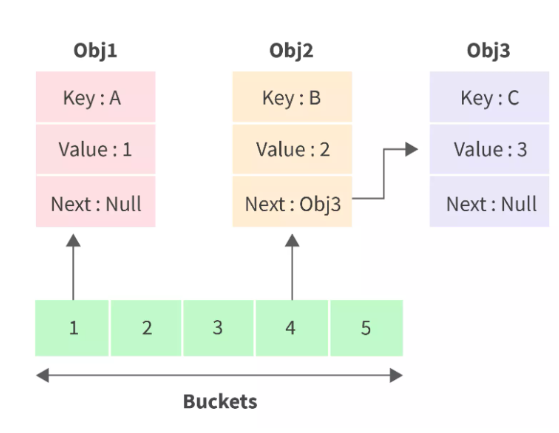 Obj1
Obj2
Obj3
Key : A
Key : B
Key : C
Value : 1
Value : 2
Value : 3
Next : Null
Next : Obj3
Next : Null
1
2
3
4
5
Buckets